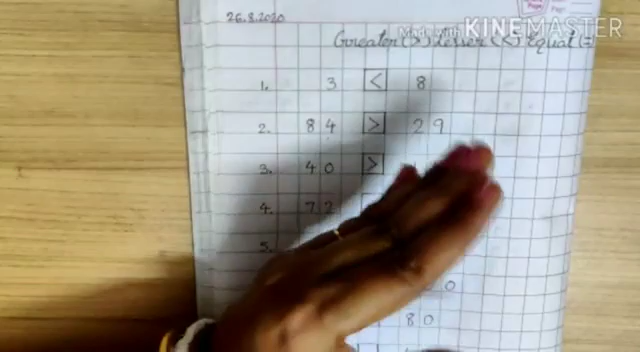 26.8.2020
Made with KINEMASTER
Greater (>) Lesser (<) Equal (=)
1. 3 < 8
2. 84 > 29
3. 40 >
4. 72
5.
0
80